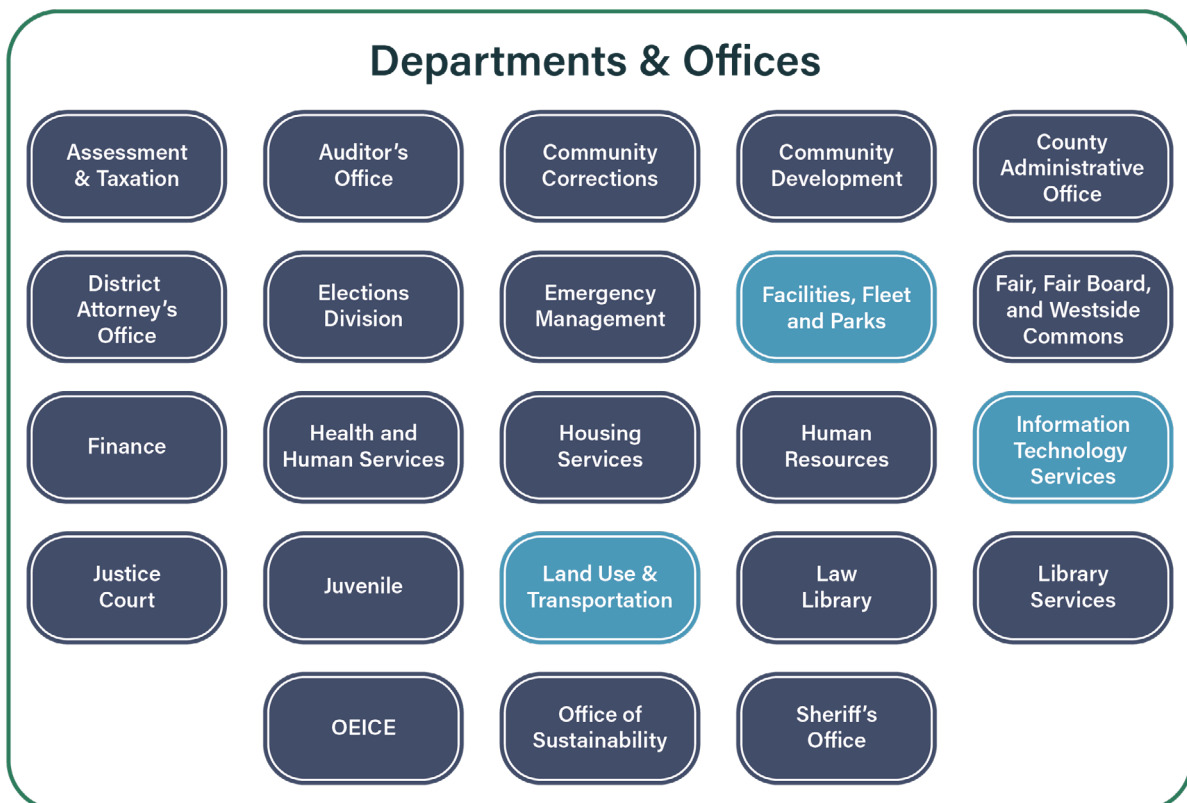 Departments & Offices
Assessment
& Taxation
Auditor's
Office
Community
Corrections
Community
Development
County
Administrative
Office
District
Attorney's
Office
Elections
Division
Emergency
Management
Facilities, Fleet
and Parks
Fair, Fair Board,
and Westside
Commons
Finance
Health and
Human Services
Housing
Services
Human
Resources
Information
Technology
Services
Justice
Court
Juvenile
Land Use &
Transportation
Law
Library
Library
Services
OEICE
Office of
Sustainability
Sheriff's
Office